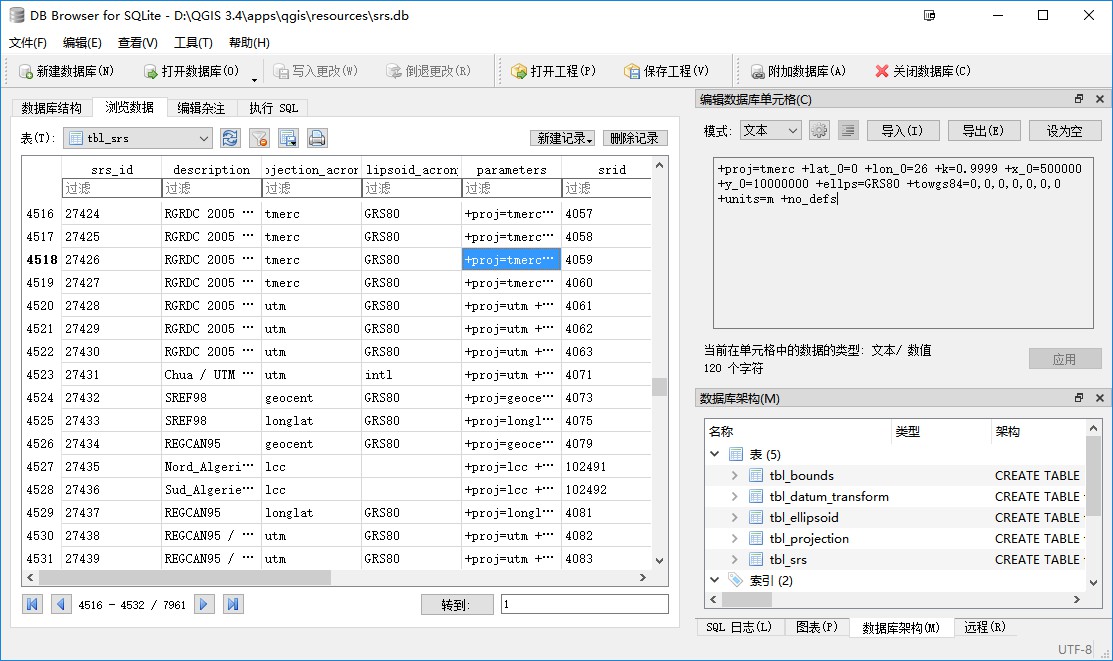 DB Browser for SQLite - D:\QGIS 3.4\apps\qgis\resources\srs.db
文件(F) 编辑(E) 查看(V) 工具(T) 帮助(H)
新建数据库(N) 打开数据库(O) 写入更改(W) 倒退更改(R) 打开工程(P) 保存工程(V) 附加数据库(A) 关闭数据库(C)
数据库结构 浏览数据 编辑杂注 执行 SQL
表(T): tbl_srs 新建记录 删除记录
srs_id description ojection_acror lipsoid_acrony parameters srid
过滤 过滤 过滤 过滤 过滤 过滤
4516 27424 RGRDC 2005 ··· tmerc GRS80 +proj=tmerc··· 4057
4517 27425 RGRDC 2005 ··· tmerc GRS80 +proj=tmerc··· 4058
4518 27426 RGRDC 2005 ··· tmerc GRS80 +proj=tmerc··· 4059
4519 27427 RGRDC 2005 ··· tmerc GRS80 +proj=tmerc··· 4060
4520 27428 RGRDC 2005 ··· utm GRS80 +proj=utm +··· 4061
4521 27429 RGRDC 2005 ··· utm GRS80 +proj=utm +··· 4062
4522 27430 RGRDC 2005 ··· utm GRS80 +proj=utm +··· 4063
4523 27431 Chua / UTM ··· utm intl +proj=utm +··· 4071
4524 27432 SREF98 geocent GRS80 +proj=geoce··· 4073
4525 27433 SREF98 longlat GRS80 +proj=longl··· 4075
4526 27434 REGCAN95 geocent GRS80 +proj=geoce··· 4079
4527 27435 Nord_Algeri··· lcc +proj=lcc +··· 102491
4528 27436 Sud_Algerie··· lcc +proj=lcc +··· 102492
4529 27437 REGCAN95 longlat GRS80 +proj=longl··· 4081
4530 27438 REGCAN95 / ··· utm GRS80 +proj=utm +··· 4082
4531 27439 REGCAN95 / ··· utm GRS80 +proj=utm +··· 4083
4516 - 4532 / 7961 转到: 1
编辑数据库单元格(C)
模式: 文本 导入(I) 导出(E) 设为空
+proj=tmerc +lat_0=0 +lon_0=26 +k=0.9999 +x_0=500000
+y_0=10000000 +ellps=GRS80 +towgs84=0,0,0,0,0,0,0
+units=m +no_defs
当前在单元格中的数据的类型: 文本/ 数值
120 个字符
应用
数据库架构(M)
名称 类型 架构
表 (5)
tbl_bounds CREATE TABLE
tbl_datum_transform CREATE TABLE
tbl_ellipsoid CREATE TABLE
tbl_projection CREATE TABLE
tbl_srs CREATE TABLE
索引 (2)
SQL 日志(L) 图表(P) 数据库架构(M) 远程(R)
UTF-8